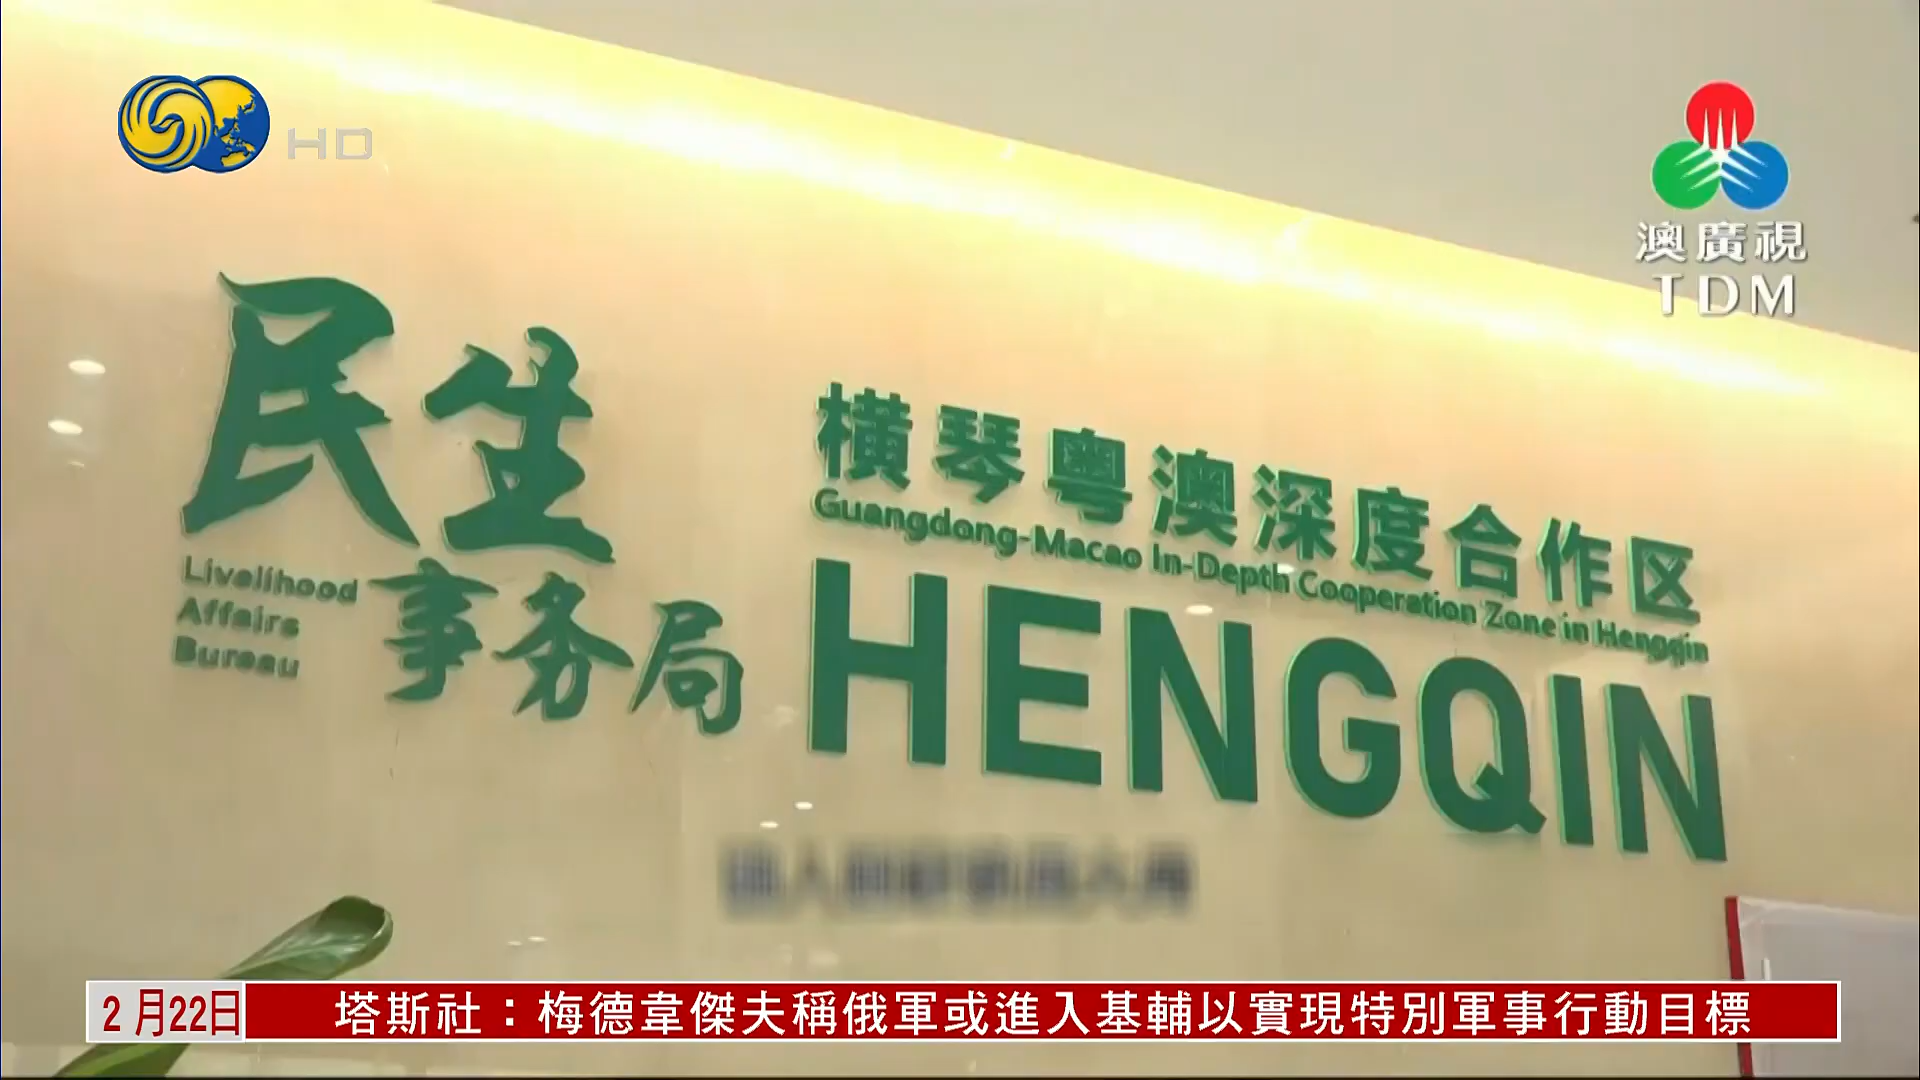 HD
澳廣視
TDM
民生
事务局
Livelihood
Affairs
Bureau
横琴粤澳深度合作区
Guangdong-Macao In-Depth Cooperation Zone in Hengqin
HENGQIN
2月22日
塔斯社：梅德韋傑夫稱俄軍或進入基輔以實現特別軍事行動目標